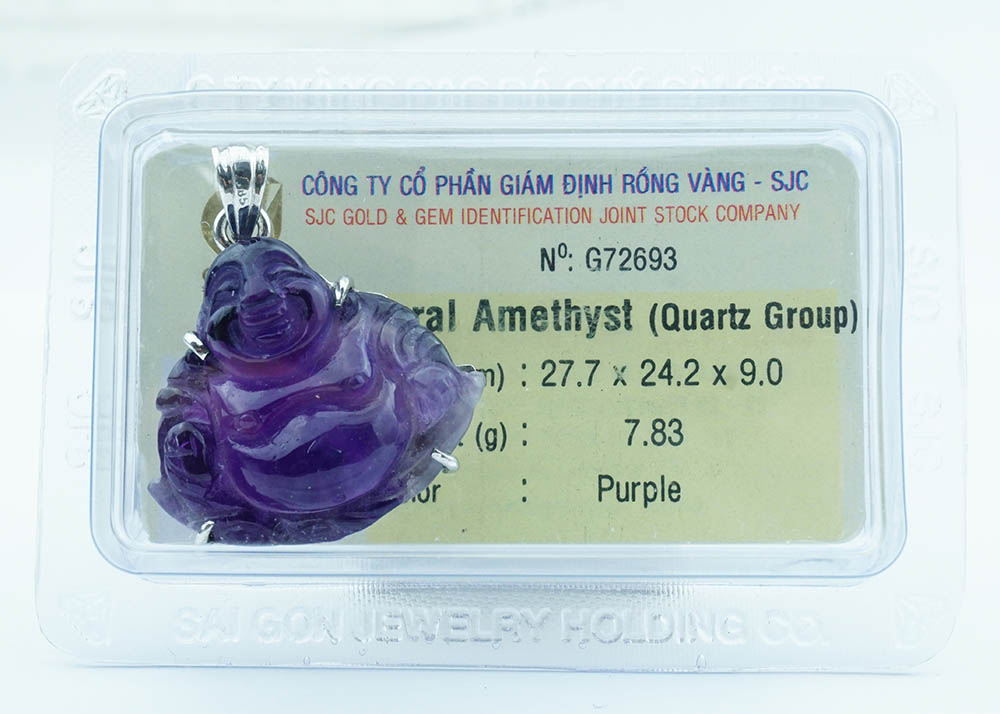 CÔNG TY CỔ PHẦN GIÁM ĐỊNH RỒNG VÀNG - SJC
SJC GOLD & GEM IDENTIFICATION JOINT STOCK COMPANY
Nº: G72693
ral Amethyst (Quartz Group)
m) : 27.7 x 24.2 x 9.0
(g) : 7.83
lor : Purple
SAI GON JEWELRY HOLDING CO